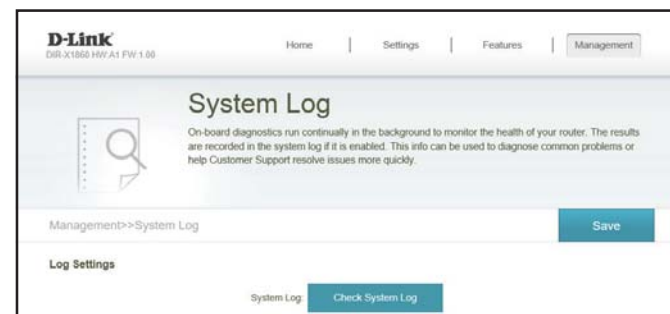 D-Link
DIR-X1860 HW:A1 FW:1.00
Home | Settings | Features | Management
System Log
On-board diagnostics run continually in the background to monitor the health of your router. The results
are recorded in the system log if it is enabled. This info can be used to diagnose common problems or
help Customer Support resolve issues more quickly.
Management>>System Log
Save
Log Settings
System Log: Check System Log